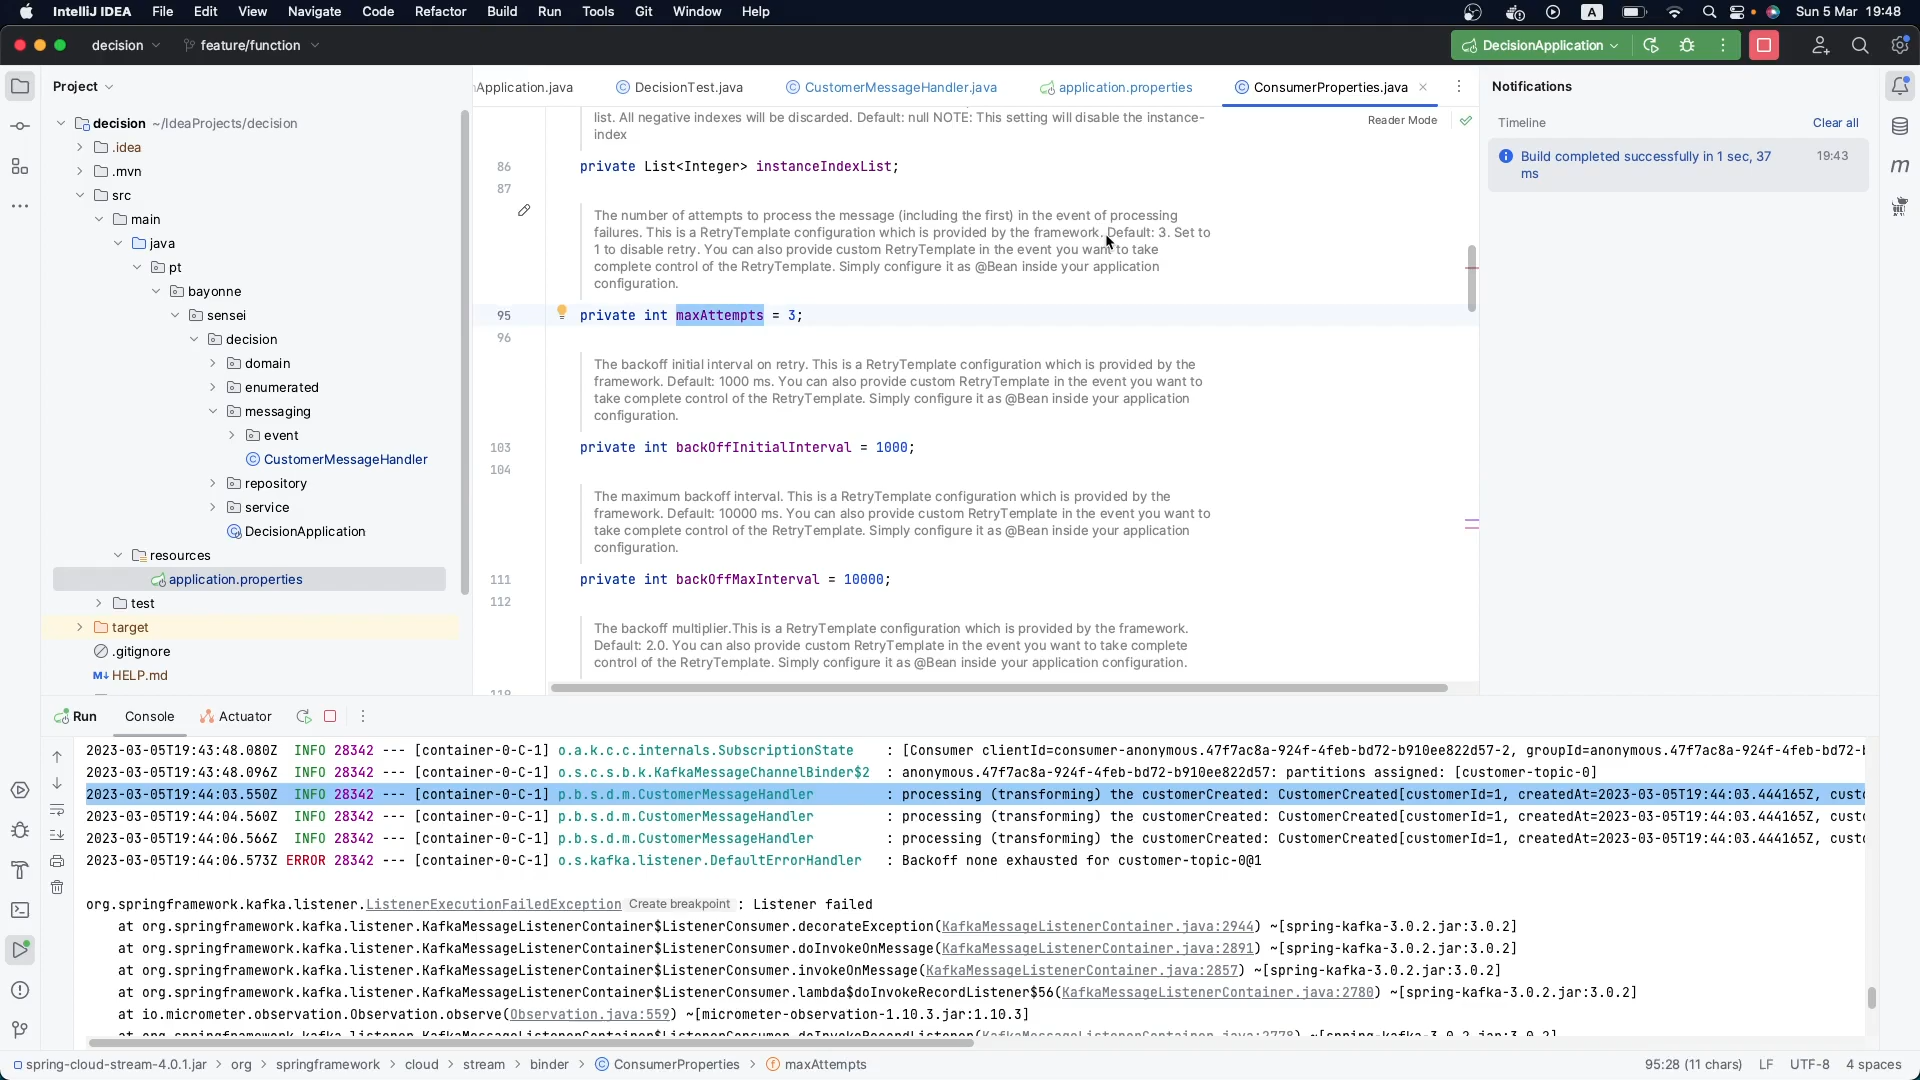 IntelliJ IDEA File Edit View Navigate Code Refactor Build Run Tools Git Window Help A Sun 5 Mar 19:48
decision feature/function DecisionApplication
Project
Application.java DecisionTest.java CustomerMessageHandler.java application.properties ConsumerProperties.java
Notifications
Timeline Clear all
Build completed successfully in 1 sec, 37 ms 19:43
decision ~/IdeaProjects/decision
.idea
.mvn
src
main
java
pt
bayonne
sensei
decision
domain
enumerated
messaging
event
CustomerMessageHandler
repository
service
DecisionApplication
resources
application.properties
test
target
.gitignore
M↓ HELP.md
Reader Mode
list. All negative indexes will be discarded. Default: null NOTE: This setting will disable the instance-
index
86 private List<Integer> instanceIndexList;
87
The number of attempts to process the message (including the first) in the event of processing
failures. This is a RetryTemplate configuration which is provided by the framework. Default: 3. Set to
1 to disable retry. You can also provide custom RetryTemplate in the event you want to take
complete control of the RetryTemplate. Simply configure it as @Bean inside your application
configuration.
95 private int maxAttempts = 3;
96
The backoff initial interval on retry. This is a RetryTemplate configuration which is provided by the
framework. Default: 1000 ms. You can also provide custom RetryTemplate in the event you want to
take complete control of the RetryTemplate. Simply configure it as @Bean inside your application
configuration.
103 private int backOffInitialInterval = 1000;
104
The maximum backoff interval. This is a RetryTemplate configuration which is provided by the
framework. Default: 10000 ms. You can also provide custom RetryTemplate in the event you want to
take complete control of the RetryTemplate. Simply configure it as @Bean inside your application
configuration.
111 private int backOffMaxInterval = 10000;
112
The backoff multiplier.This is a RetryTemplate configuration which is provided by the framework.
Default: 2.0. You can also provide custom RetryTemplate in the event you want to take complete
control of the RetryTemplate. Simply configure it as @Bean inside your application configuration.
Run Console Actuator
2023-03-05T19:43:48.080Z INFO 28342 --- [container-0-C-1] o.a.k.c.c.internals.SubscriptionState : [Consumer clientId=consumer-anonymous.47f7ac8a-924f-4feb-bd72-b910ee822d57-2, groupId=anonymous.47f7ac8a-924f-4feb-bd72-b
2023-03-05T19:43:48.096Z INFO 28342 --- [container-0-C-1] o.s.c.s.b.k.KafkaMessageChannelBinder$2 : anonymous.47f7ac8a-924f-4feb-bd72-b910ee822d57: partitions assigned: [customer-topic-0]
2023-03-05T19:44:03.550Z INFO 28342 --- [container-0-C-1] p.b.s.d.m.CustomerMessageHandler : processing (transforming) the customerCreated: CustomerCreated[customerId=1, createdAt=2023-03-05T19:44:03.444165Z, custo
2023-03-05T19:44:04.560Z INFO 28342 --- [container-0-C-1] p.b.s.d.m.CustomerMessageHandler : processing (transforming) the customerCreated: CustomerCreated[customerId=1, createdAt=2023-03-05T19:44:03.444165Z, custo
2023-03-05T19:44:06.566Z INFO 28342 --- [container-0-C-1] p.b.s.d.m.CustomerMessageHandler : processing (transforming) the customerCreated: CustomerCreated[customerId=1, createdAt=2023-03-05T19:44:03.444165Z, custo
2023-03-05T19:44:06.573Z ERROR 28342 --- [container-0-C-1] o.s.kafka.listener.DefaultErrorHandler : Backoff none exhausted for customer-topic-0@1
org.springframework.kafka.listener.ListenerExecutionFailedException Create breakpoint : Listener failed
at org.springframework.kafka.listener.KafkaMessageListenerContainer$ListenerConsumer.decorateException(KafkaMessageListenerContainer.java:2944) ~[spring-kafka-3.0.2.jar:3.0.2]
at org.springframework.kafka.listener.KafkaMessageListenerContainer$ListenerConsumer.doInvokeOnMessage(KafkaMessageListenerContainer.java:2891) ~[spring-kafka-3.0.2.jar:3.0.2]
at org.springframework.kafka.listener.KafkaMessageListenerContainer$ListenerConsumer.invokeOnMessage(KafkaMessageListenerContainer.java:2857) ~[spring-kafka-3.0.2.jar:3.0.2]
at org.springframework.kafka.listener.KafkaMessageListenerContainer$ListenerConsumer.lambda$doInvokeRecordListener$56(KafkaMessageListenerContainer.java:2780) ~[spring-kafka-3.0.2.jar:3.0.2]
at io.micrometer.observation.Observation.observe(Observation.java:559) ~[micrometer-observation-1.10.3.jar:1.10.3]
at org.springframework.kafka.listener.KafkaMessageListenerContainer$ListenerConsumer.doInvokeRecordListener(KafkaMessageListenerContainer.java:2778) ~[spring-kafka-3.0.2.jar:3.0.2]
spring-cloud-stream-4.0.1.jar org springframework cloud stream binder ConsumerProperties maxAttempts 95:28 (11 chars) LF UTF-8 4 spaces